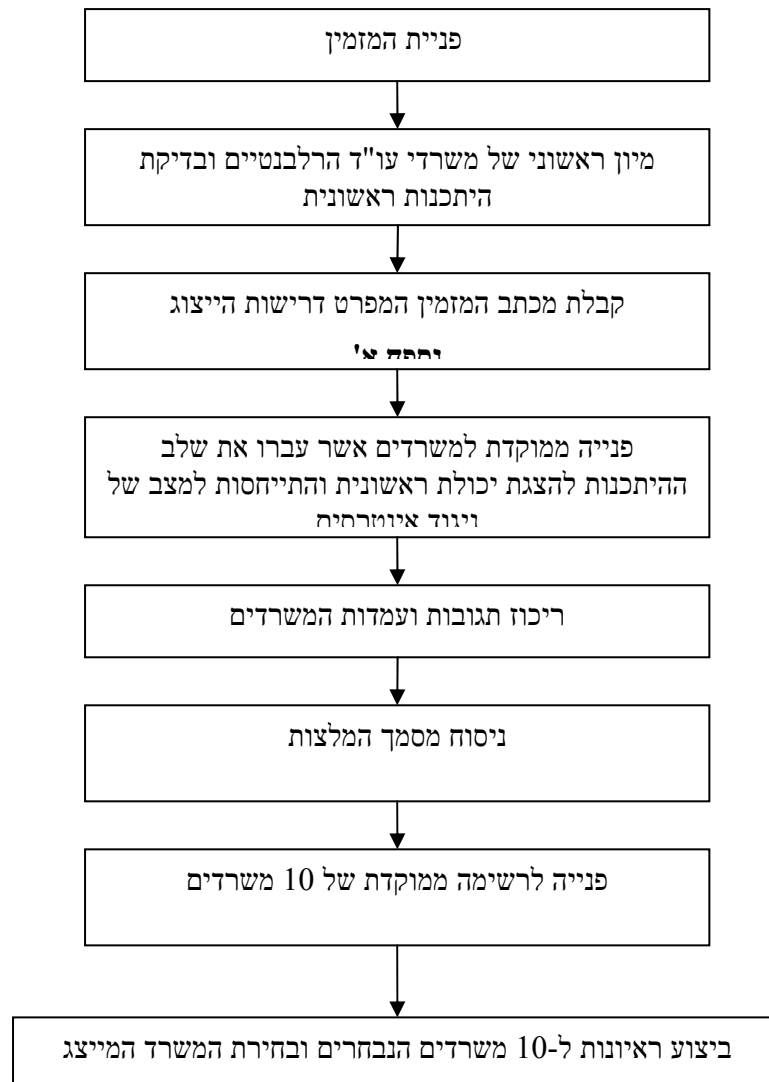 פניית המזמין
מיון ראשוני של משרדי עו"ד הרלבנטיים ובדיקת
היתכנות ראשונית
קבלת מכתב המזמין המפרט דרישות הייצוג
נספח א'
פנייה ממוקדת למשרדים אשר עברו את שלב
ההיתכנות להצגת יכולת ראשונית והתייחסות למצב של
ניגוד אינטרסים
ריכוז תגובות ועמדות המשרדים
ניסוח מסמך המלצות
פנייה לרשימה ממוקדת של 10 משרדים
ביצוע ראיונות ל-10 משרדים הנבחרים ובחירת המשרד המייצג